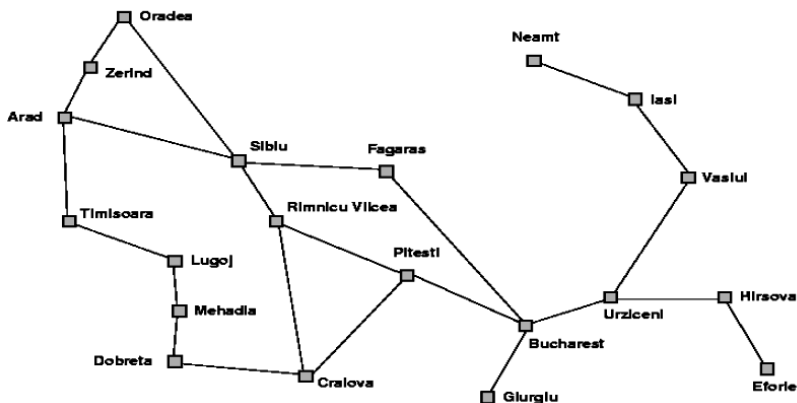 Oradea
Neamt
Zerind
Iasi
Arad
Sibiu
Fagaras
Vaslui
Timisoara
Rimnicu Vilcea
Lugoj
Pitesti
Mehadia
Urziceni
Hirsova
Bucharest
Dobreta
Craiova
Giurgiu
Eforie